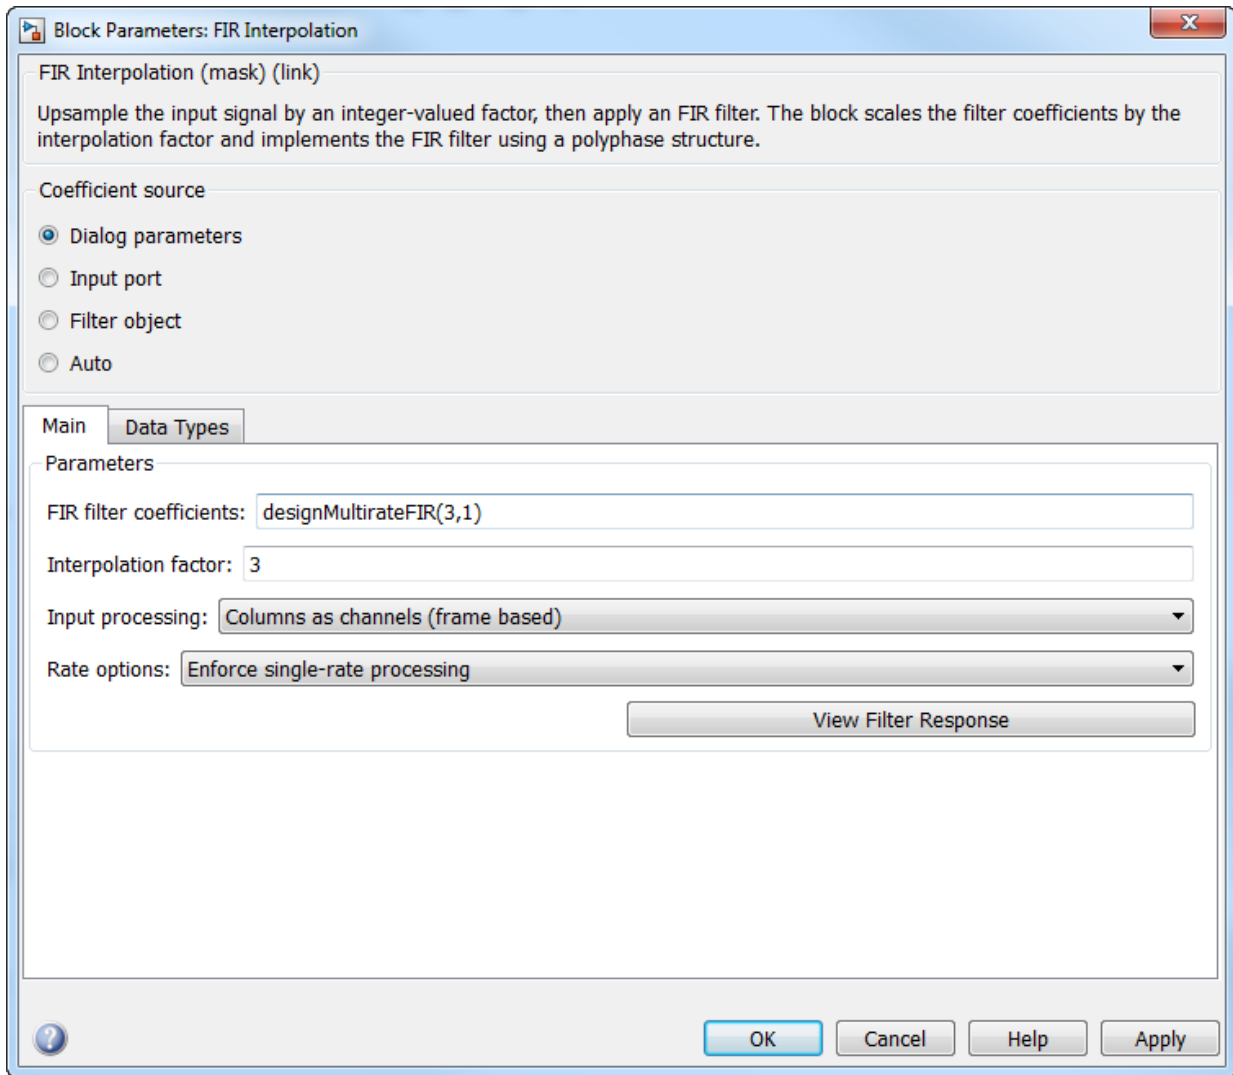 Block Parameters: FIR Interpolation
X
FIR Interpolation (mask) (link)
Upsample the input signal by an integer-valued factor, then apply an FIR filter. The block scales the filter coefficients by the
interpolation factor and implements the FIR filter using a polyphase structure.
Coefficient source
Dialog parameters
Input port
Filter object
Auto
Main Data Types
Parameters
FIR filter coefficients: designMultirateFIR(3,1)
Interpolation factor: 3
Input processing: Columns as channels (frame based)
Rate options: Enforce single-rate processing
View Filter Response
? OK Cancel Help Apply